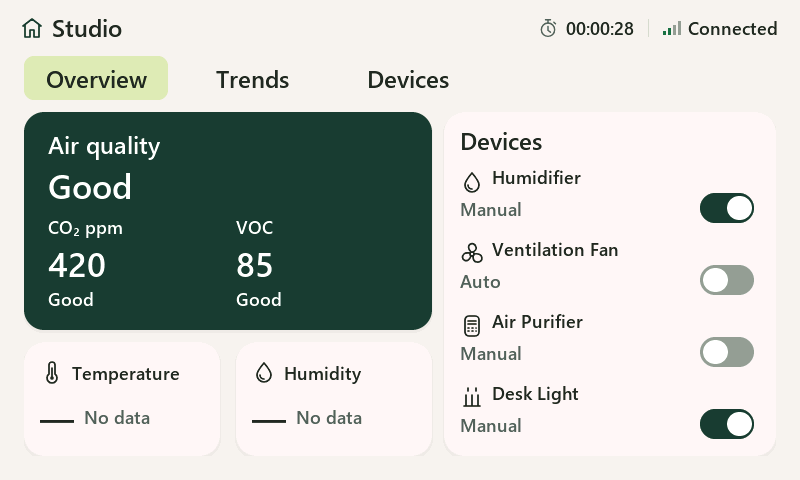 Studio
00:00:28
Connected
Overview
Trends
Devices
Air quality
Good
CO₂ ppm
VOC
420
85
Good
Good
Temperature
No data
Humidity
No data
Devices
Humidifier
Manual
Ventilation Fan
Auto
Air Purifier
Manual
Desk Light
Manual